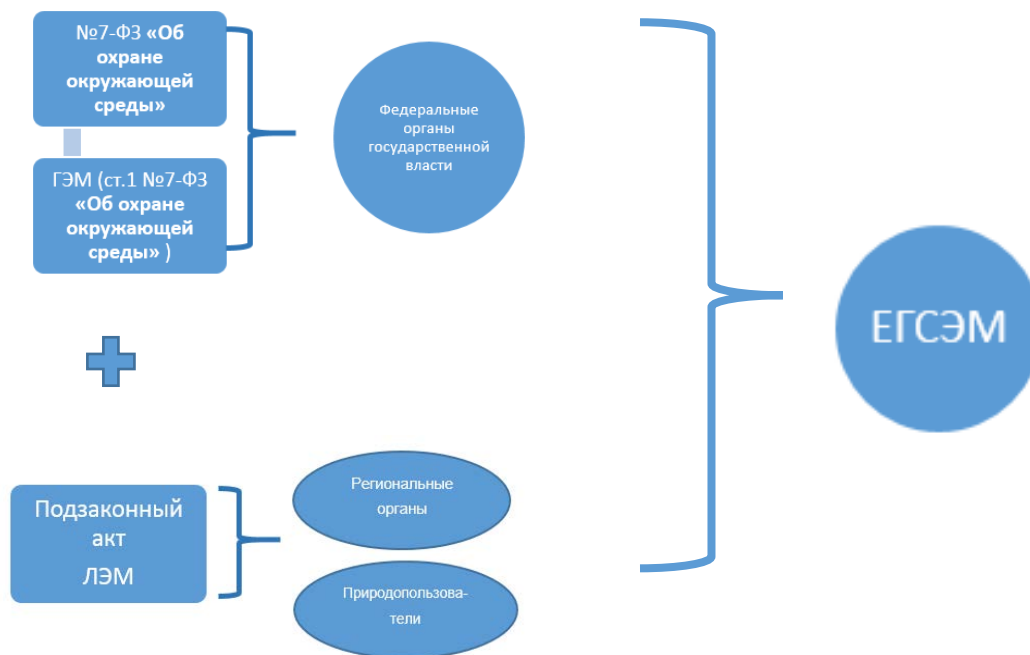 №7-ФЗ «Об
охране
окружающей
среды»
ГЭМ (ст.1 №7-ФЗ
«Об охране
окружающей
среды» )
Федеральные
органы
государственной
власти
ЕГСЭМ
Подзаконный
акт
ЛЭМ
Региональные
органы
Природопользова-
тели